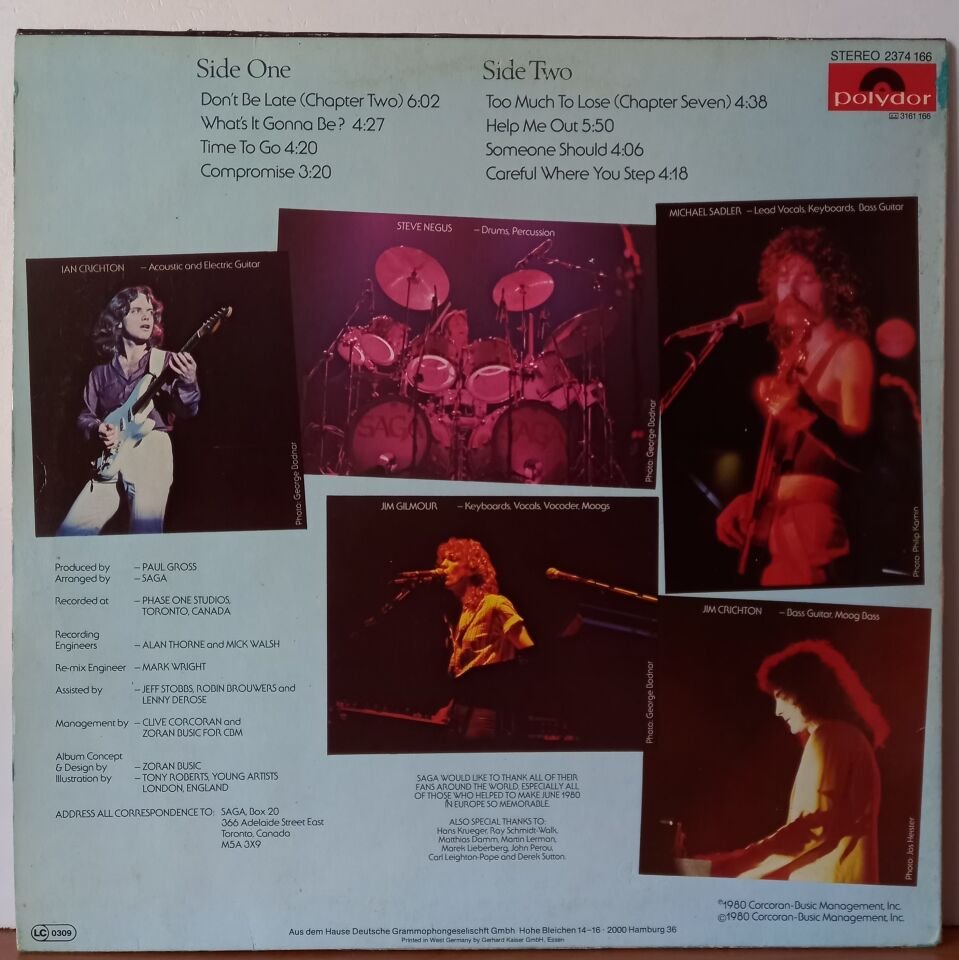 STEREO 2374 166
polydor
3161 166
Side One
Don't Be Late (Chapter Two) 6:02
What's It Gonna Be? 4:27
Time To Go 4:20
Compromise 3:20
Side Two
Too Much To Lose (Chapter Seven) 4:38
Help Me Out 5:50
Someone Should 4:06
Careful Where You Step 4:18
IAN CRICHTON – Acoustic and Electric Guitar
Photo: George Bodnar
STEVE NEGUS – Drums, Percussion
SAGA SAGA
Photo: George Bodnar
MICHAEL SADLER – Lead Vocals, Keyboards, Bass Guitar
Photo: Philip Kamin
JIM GILMOUR – Keyboards, Vocals, Vocoder, Moogs
Photo: George Bodnar
JIM CRICHTON – Bass Guitar, Moog Bass
Photo: Jas Hester
Produced by – PAUL GROSS
Arranged by – SAGA
Recorded at – PHASE ONE STUDIOS,
TORONTO, CANADA
Recording
Engineers – ALAN THORNE and MICK WALSH
Re-mix Engineer – MARK WRIGHT
Assisted by – JEFF STOBBS, ROBIN BROUWERS and
LENNY DEROSE
Management by – CLIVE CORCORAN and
ZORAN BUSIC FOR CBM
Album Concept
& Design by – ZORAN BUSIC
Illustration by – TONY ROBERTS, YOUNG ARTISTS
LONDON, ENGLAND
ADDRESS ALL CORRESPONDENCE TO: SAGA, Box 20
366 Adelaide Street East
Toronto, Canada
M5A 3X9
SAGA WOULD LIKE TO THANK ALL OF THEIR
FANS AROUND THE WORLD, ESPECIALLY ALL
OF THOSE WHO HELPED TO MAKE JUNE 1980
IN EUROPE SO MEMORABLE.
ALSO SPECIAL THANKS TO:
Hans Krueger, Ray Schmidt-Walk,
Matthias Damm, Martin Lerman,
Marek Lieberberg, John Perou,
Carl Leighton-Pope and Derek Sutton.
℗1980 Corcoran-Busic Management, Inc.
©1980 Corcoran-Busic Management, Inc.
LC 0309
Aus dem Hause Deutsche Grammophongesellschft Gmbh Hohe Bleichen 14-16 · 2000 Hamburg 36
Printed in West Germany by Gerhard Kaiser GmbH, Essen